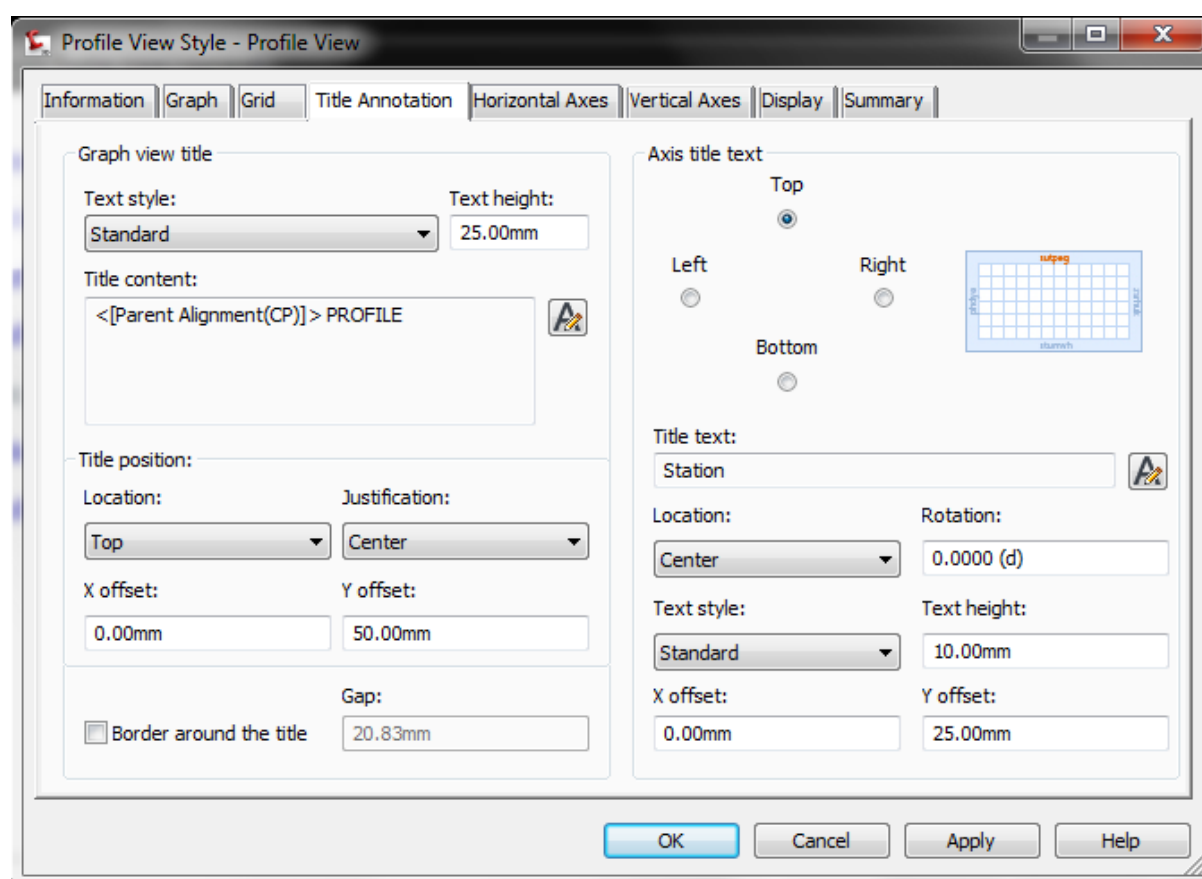 Profile View Style - Profile View
Information Graph Grid Title Annotation Horizontal Axes Vertical Axes Display Summary
Graph view title
Text style: Text height:
Standard 25.00mm
Title content:
<[Parent Alignment(CP)]> PROFILE
Title position:
Location: Justification:
Top Center
X offset: Y offset:
0.00mm 50.00mm
Gap:
Border around the title 20.83mm
Axis title text
Top
Left Right
Bottom
Title text:
Station
Location: Rotation:
Center 0.0000 (d)
Text style: Text height:
Standard 10.00mm
X offset: Y offset:
0.00mm 25.00mm
OK Cancel Apply Help